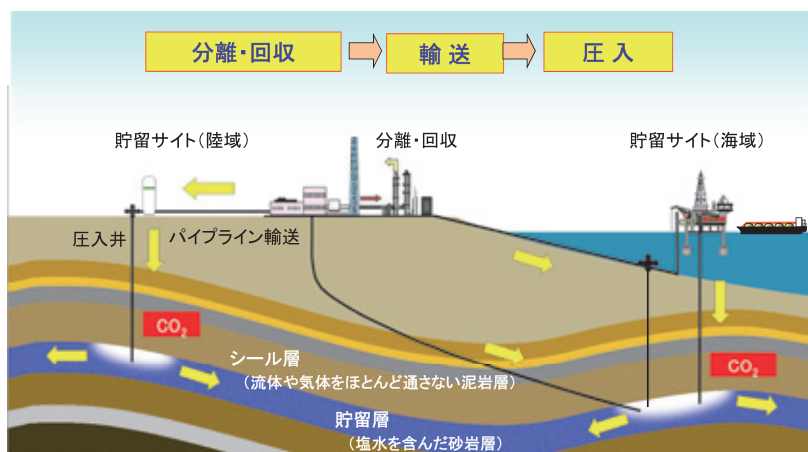 分離・回収
輸送
圧入
貯留サイト(陸域)
分離・回収
貯留サイト(海域)
圧入井
パイプライン輸送
CO₂
シール層
(流体や気体をほとんど通さない泥岩層)
CO₂
貯留層
(塩水を含んだ砂岩層)